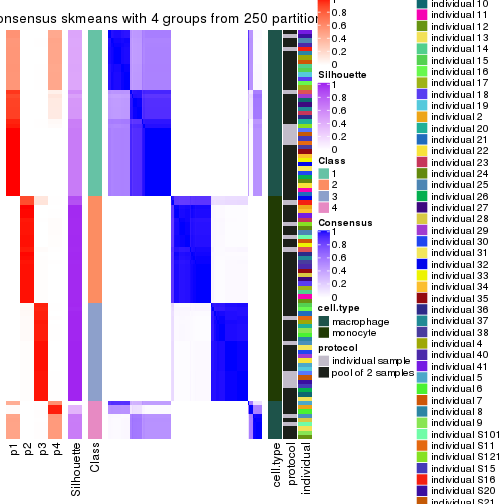 onsensus skmeans with 4 groups from 250 partition
p1
p2
p3
p4
Silhouette
Class
cell.type
protocol
individual
0.8
0.6
0.4
0.2
0
Silhouette
1
0.8
0.6
0.4
0.2
0
Class
1
2
3
4
Consensus
1
0.8
0.6
0.4
0.2
0
cell.type
macrophage
monocyte
protocol
individual sample
pool of 2 samples
individual 10
individual 11
individual 12
individual 13
individual 14
individual 15
individual 16
individual 17
individual 18
individual 19
individual 2
individual 20
individual 21
individual 22
individual 23
individual 24
individual 25
individual 26
individual 27
individual 28
individual 29
individual 30
individual 31
individual 32
individual 33
individual 34
individual 35
individual 36
individual 37
individual 38
individual 4
individual 40
individual 41
individual 5
individual 6
individual 7
individual 8
individual 9
individual S101
individual S11
individual S121
individual S15
individual S16
individual S20
individual S21